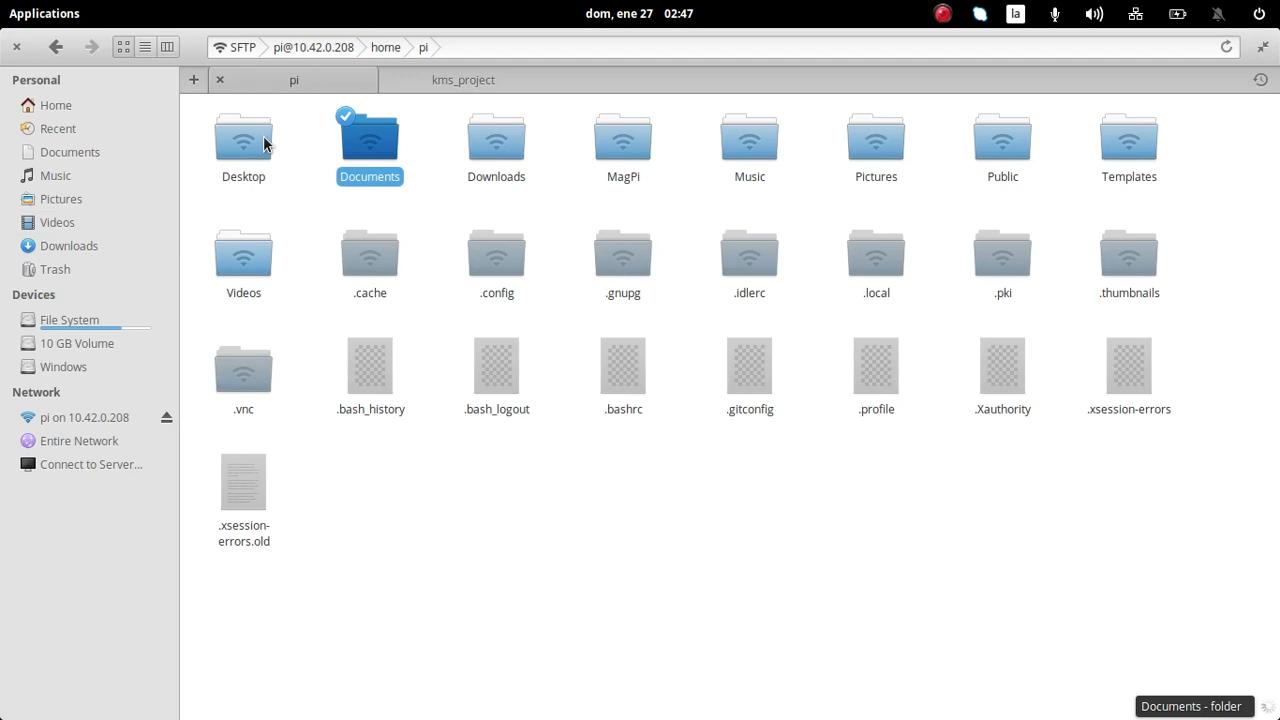 Applications
dom, ene 27 02:47
la
SFTP pi@10.42.0.208 home pi
Personal
Home
Recent
Documents
Music
Pictures
Videos
Downloads
Trash
Devices
File System
10 GB Volume
Windows
Network
pi on 10.42.0.208
Entire Network
Connect to Server...
pi kms_project
Desktop Documents Downloads MagPi Music Pictures Public Templates
Videos .cache .config .gnupg .idlerc .local .pki .thumbnails
.vnc .bash_history .bash_logout .bashrc .gitconfig .profile .Xauthority .xsession-errors
.xsession-
errors.old
Documents - folder